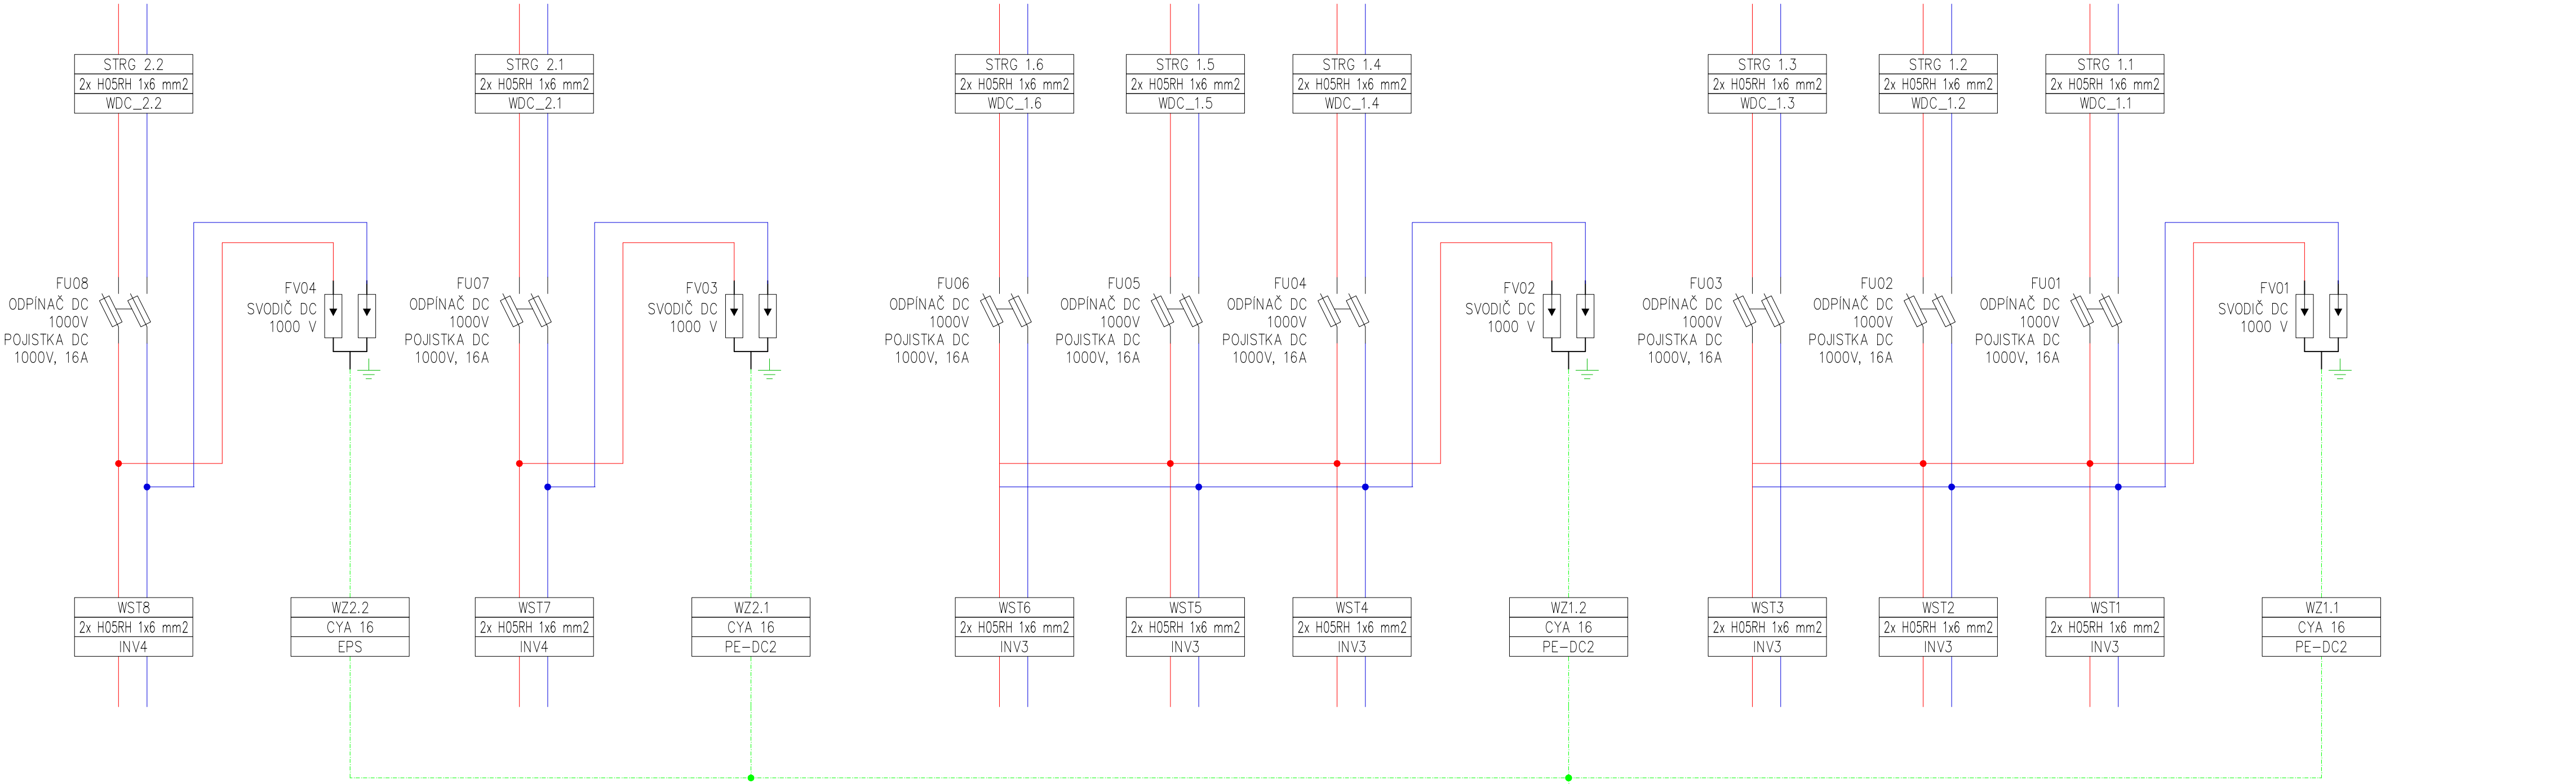 STRG 2.2
2x H05RH 1x6 mm2
WDC_2.2
STRG 2.1
2x H05RH 1x6 mm2
WDC_2.1
STRG 1.6
2x H05RH 1x6 mm2
WDC_1.6
STRG 1.5
2x H05RH 1x6 mm2
WDC_1.5
STRG 1.4
2x H05RH 1x6 mm2
WDC_1.4
STRG 1.3
2x H05RH 1x6 mm2
WDC_1.3
STRG 1.2
2x H05RH 1x6 mm2
WDC_1.2
STRG 1.1
2x H05RH 1x6 mm2
WDC_1.1
FU08
ODPÍNAČ DC
1000V
POJISTKA DC
1000V, 16A
FV04
SVODIČ DC
1000 V
FU07
ODPÍNAČ DC
1000V
POJISTKA DC
1000V, 16A
FV03
SVODIČ DC
1000 V
FU06
ODPÍNAČ DC
1000V
POJISTKA DC
1000V, 16A
FU05
ODPÍNAČ DC
1000V
POJISTKA DC
1000V, 16A
FU04
ODPÍNAČ DC
1000V
POJISTKA DC
1000V, 16A
FV02
SVODIČ DC
1000 V
FU03
ODPÍNAČ DC
1000V
POJISTKA DC
1000V, 16A
FU02
ODPÍNAČ DC
1000V
POJISTKA DC
1000V, 16A
FU01
ODPÍNAČ DC
1000V
POJISTKA DC
1000V, 16A
FV01
SVODIČ DC
1000 V
WST8
2x H05RH 1x6 mm2
INV4
WZ2.2
CYA 16
EPS
WST7
2x H05RH 1x6 mm2
INV4
WZ2.1
CYA 16
PE-DC2
WST6
2x H05RH 1x6 mm2
INV3
WST5
2x H05RH 1x6 mm2
INV3
WST4
2x H05RH 1x6 mm2
INV3
WZ1.2
CYA 16
PE-DC2
WST3
2x H05RH 1x6 mm2
INV3
WST2
2x H05RH 1x6 mm2
INV3
WST1
2x H05RH 1x6 mm2
INV3
WZ1.1
CYA 16
PE-DC2